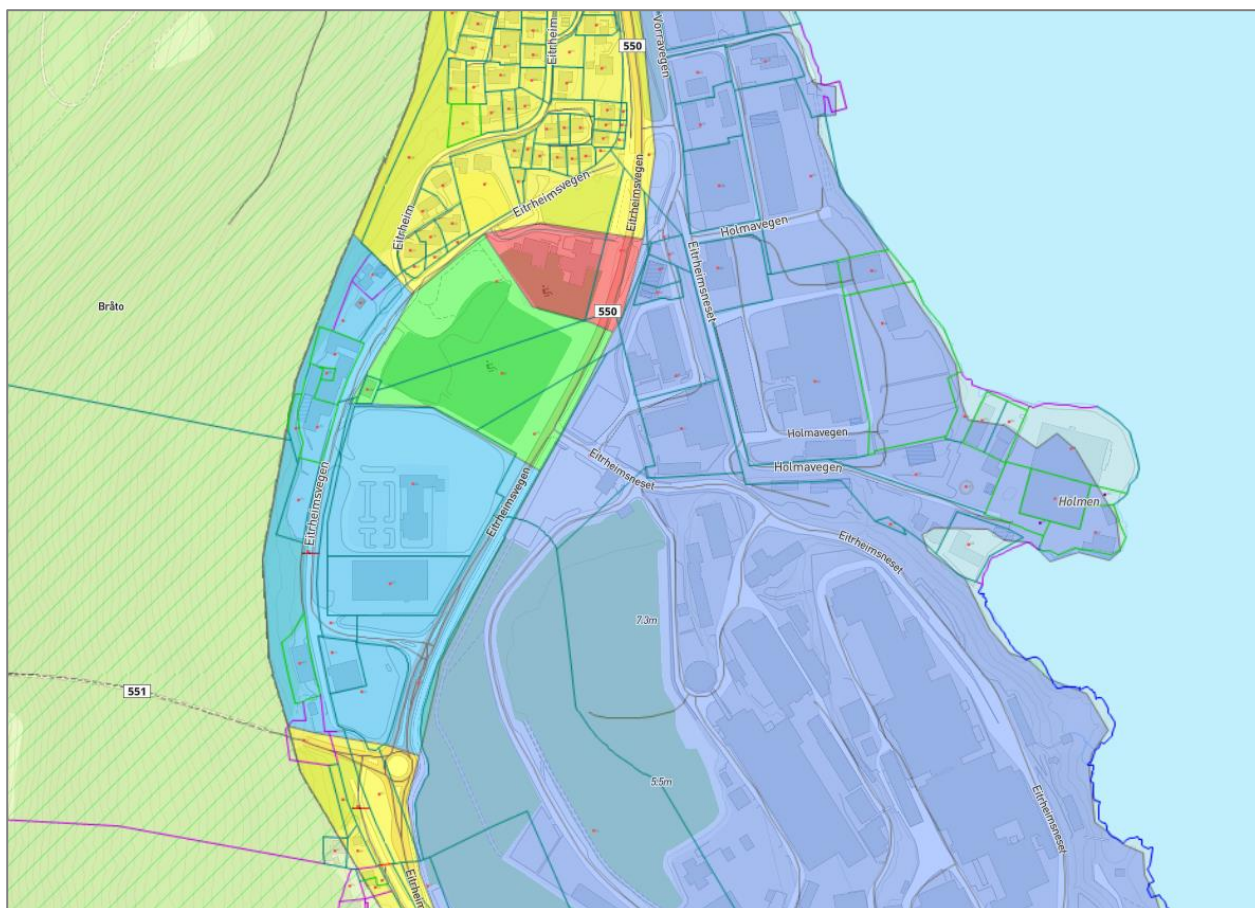 Eitrheim
550
Vorravegen
Eitrheimsvegen
Eitrheimsvegen
Eitrheim
Holmavegen
Eitrheimsneset
Bråto
550
Holmavegen
Holmavegen
Eitrheimsneset
Eitrheimsvegen
Eitrheimsvegen
Holmen
Eitrheimsneset
7.3m
551
5.5m
Eitrheimsneset